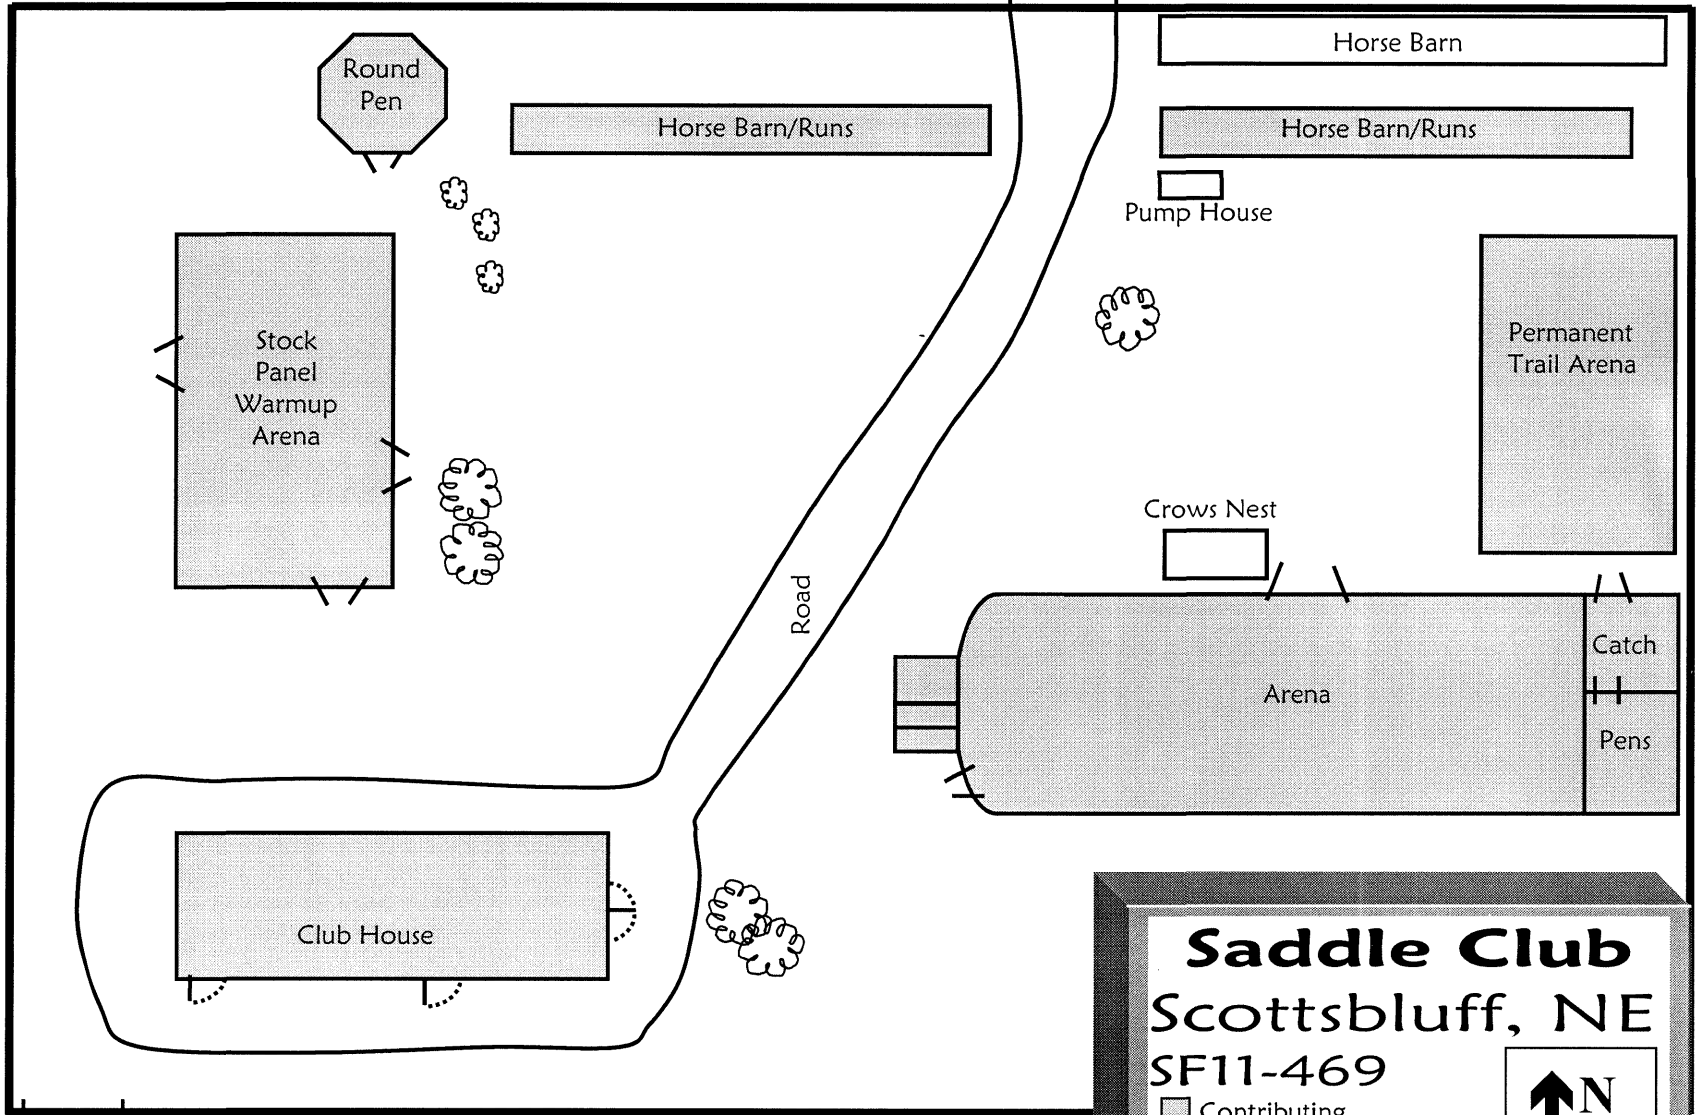 Horse Barn
Round
Pen
Horse Barn/Runs
Horse Barn/Runs
Pump House
Stock
Panel
Warmup
Arena
Permanent
Trail Arena
Crows Nest
Road
Catch
Arena
Pens
Club House
Saddle Club
Scottsbluff, NE
SF11-469
N
Contributing